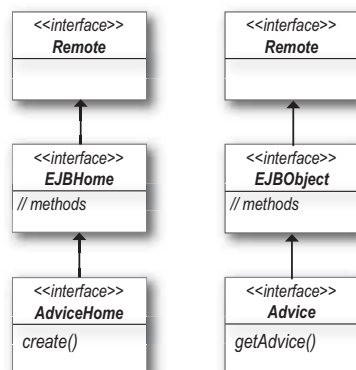 <<interface>>
Remote
<<interface>>
EJBHome
// methods
<<interface>>
AdviceHome
create()
<<interface>>
Remote
<<interface>>
EJBObject
// methods
<<interface>>
Advice
getAdvice()